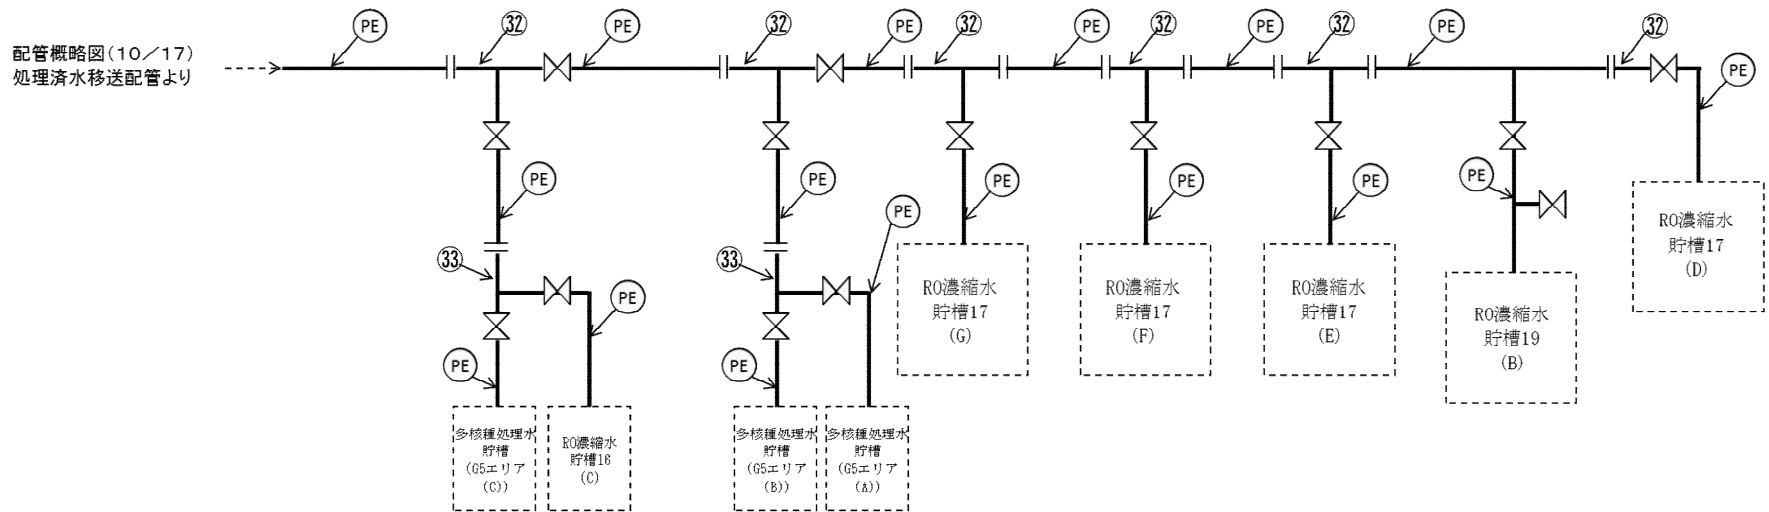 PE
㉜
PE
㉜
PE
㉜
PE
㉜
PE
㉜
PE
㉜
PE
配管概略図(10/17)
処理済水移送配管より
PE
PE
PE
PE
PE
PE
PE
㉝
㉝
PE
PE
PE
RO濃縮水
貯槽17
(G)
RO濃縮水
貯槽17
(F)
RO濃縮水
貯槽17
(E)
RO濃縮水
貯槽19
(B)
RO濃縮水
貯槽17
(D)
多核種処理水
貯槽
(G5エリア
(C))
RO濃縮水
貯槽16
(C)
多核種処理水
貯槽
(G5エリア
(B))
多核種処理水
貯槽
(G5エリア
(A))